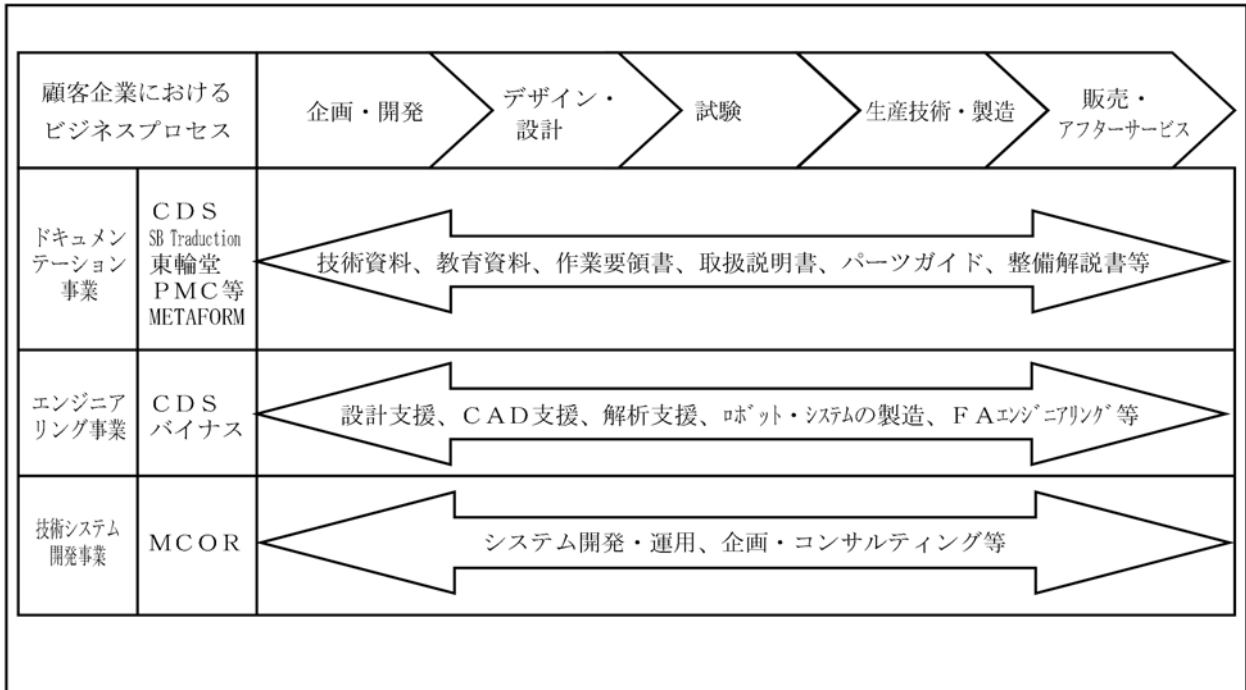 顧客企業における
ビジネスプロセス
企画・開発
デザイン・
設計
試験
生産技術・製造
販売・
アフターサービス
ドキュメン
テーション
事業
ＣＤＳ
SB Traduction
東輪堂
ＰＭＣ等
METAFORM
技術資料、教育資料、作業要領書、取扱説明書、パーツガイド、整備解説書等
エンジニア
リング事業
ＣＤＳ
バイナス
設計支援、ＣＡＤ支援、解析支援、ﾛﾎﾞｯﾄ・ｼｽﾃﾑの製造、ＦＡｴﾝｼﾞﾆｱﾘﾝｸﾞ等
技術システム
開発事業
ＭＣＯＲ
システム開発・運用、企画・コンサルティング等